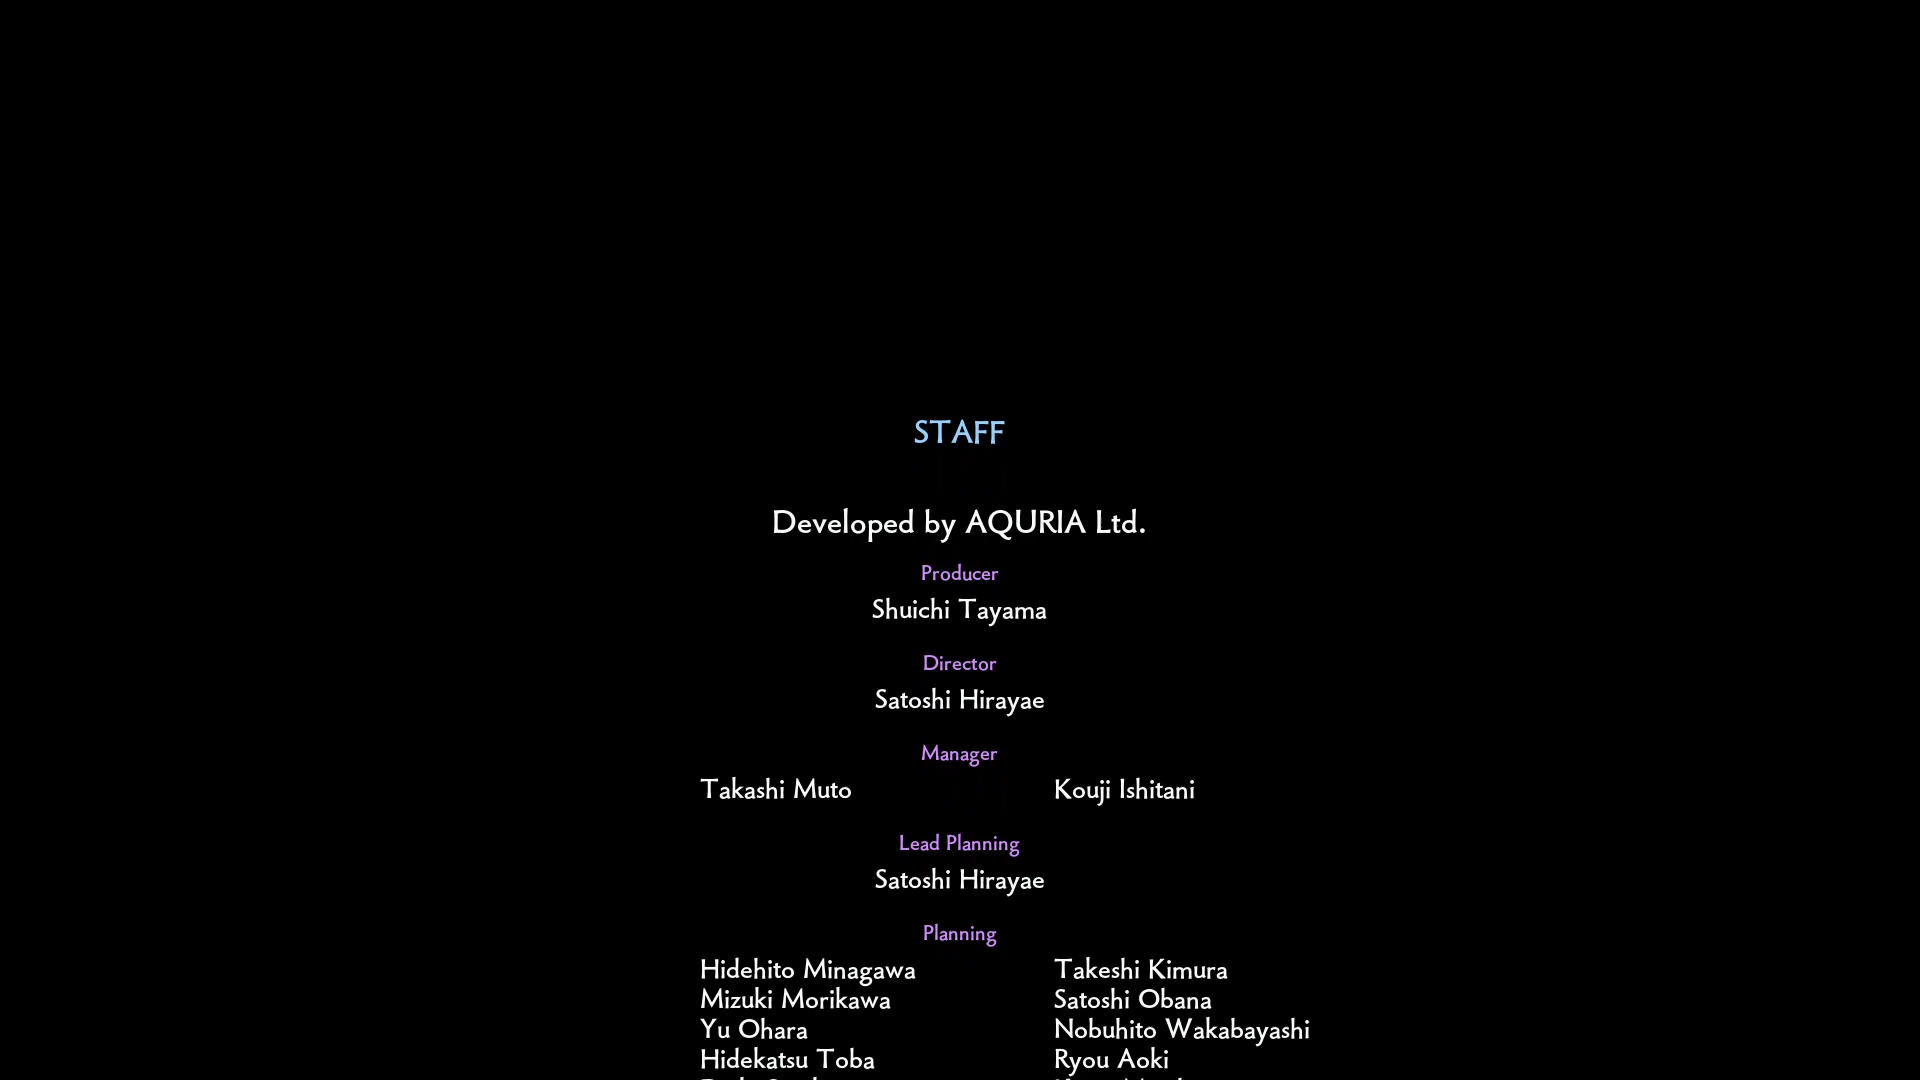 STAFF
Developed by AQURIA Ltd.
Producer
Shuichi Tayama
Director
Satoshi Hirayae
Manager
Takashi Muto Kouji Ishitani
Lead Planning
Satoshi Hirayae
Planning
Hidehito Minagawa Takeshi Kimura
Mizuki Morikawa Satoshi Obana
Yu Ohara Nobuhito Wakabayashi
Hidekatsu Toba Ryou Aoki